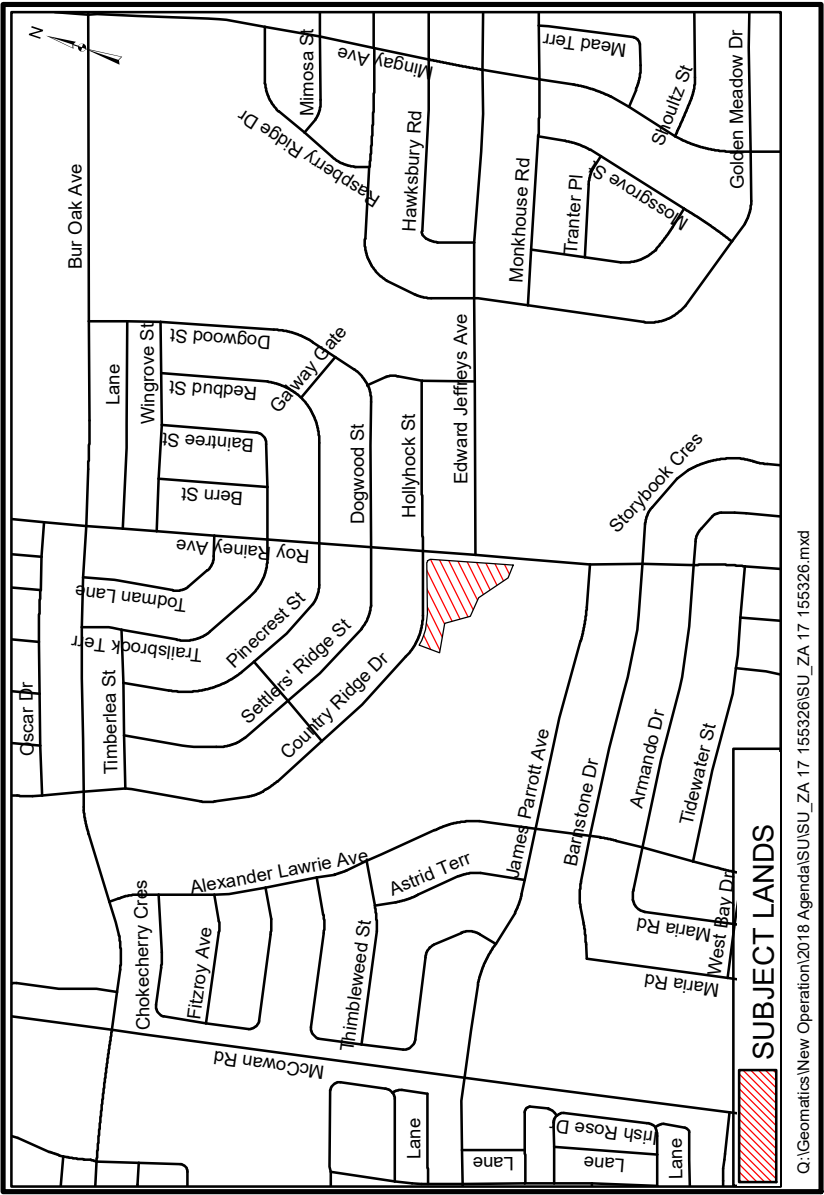 N
Bur Oak Ave
Mimosa St
Mingay Ave
Mead Terr
Raspberry Ridge Dr
Hawksbury Rd
Shoultz St
Golden Meadow Dr
Monkhouse Rd
Tranter Pl
Mossgrove St
Lane
Wingrove St
Dogwood St
Redbud St
Galway Gate
Baintree St
Bern St
Dogwood St
Hollyhock St
Edward Jeffreys Ave
Storybook Cres
Roy Rainey Ave
Todman Lane
Trailsbrook Terr
Pinecrest St
Settlers' Ridge St
Country Ridge Dr
Oscar Dr
Timberlea St
James Parrott Ave
Barnstone Dr
Armando Dr
Tidewater St
Alexander Lawrie Ave
Astrid Terr
Chokecherry Cres
Fitzroy Ave
Thimbleweed St
Maria Rd
West Bay Dr
Maria Rd
McCowan Rd
Lane
Lane
Irish Rose Dr
Lane
Lane
SUBJECT LANDS
Q:\Geomatics\New Operation\2018 Agenda\SU\SU_ZA 17 155326\SU_ZA 17 155326.mxd